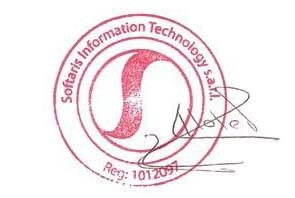 Softaris Information Technology s.a.r.l.
Reg: 1012097